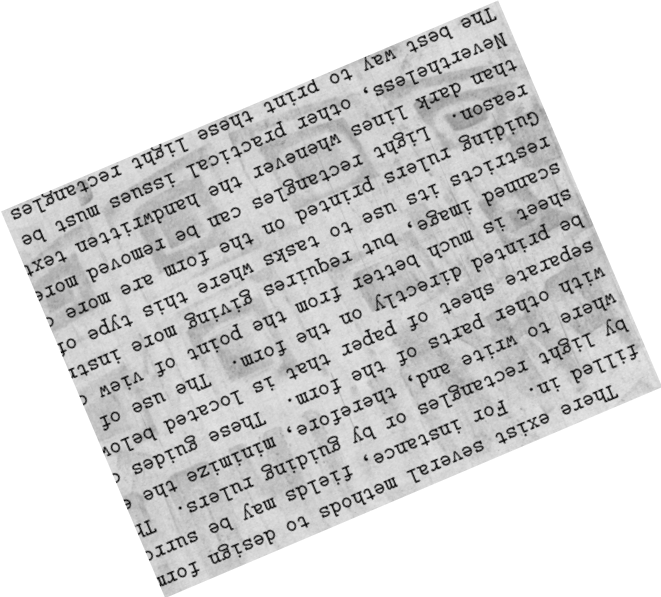 There exist several methods to design form
filled in. For instance, fields may be surro
by light rectangles or by guiding rulers. Th
where to write and, therefore, minimize the e
with other parts of the form. These guides c
separate sheet of paper that is located below
be printed directly on the form. The use of
sheet is much better from the point of view o
scanned image, but requires giving more inst
restricts its use to tasks where this type of
Guiding rulers printed on the form are more c
reason. Light rectangles can be removed more
than dark lines whenever the handwritten text
Nevertheless, other practical issues must be
The best way to print these light rectangles